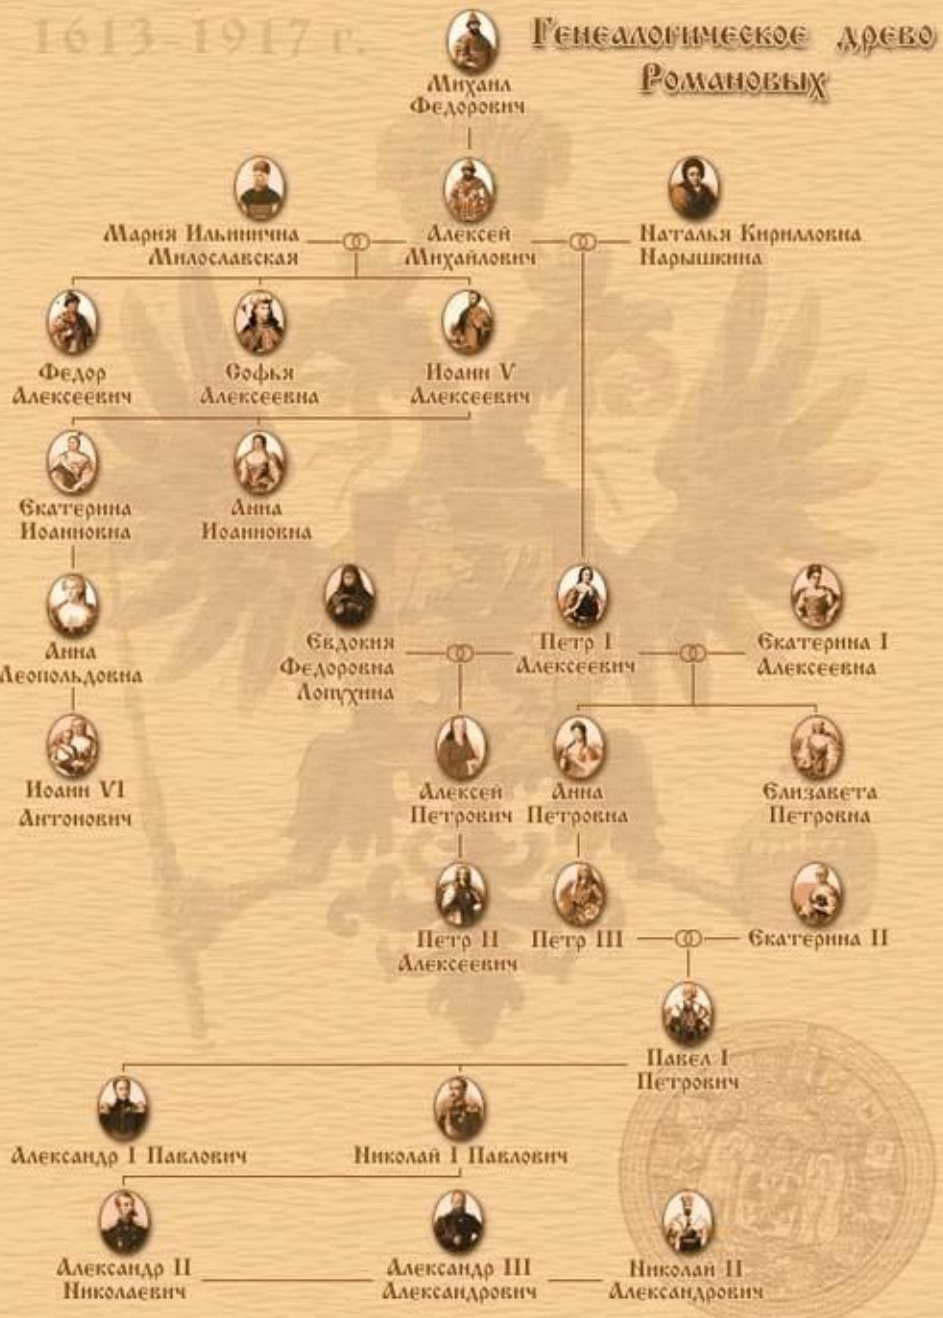 1613-1917 г.
Генеалогическое древо
Романовых
Михаил
Федорович
Мария Ильинична
Милославская
Алексей
Михайлович
Наталья Кирилловна
Нарышкина
Федор
Алексеевич
Софья
Алексеевна
Иоанн V
Алексеевич
Екатерина
Иоанновна
Анна
Иоанновна
Анна
Леопольдовна
Евдокия
Федоровна
Лопухина
Петр I
Алексеевич
Екатерина I
Алексеевна
Иоанн VI
Антонович
Алексей
Петрович
Анна
Петровна
Елизавета
Петровна
Петр II
Алексеевич
Петр III
Екатерина II
Павел I
Петрович
Александр I Павлович
Николай I Павлович
Александр II
Николаевич
Александр III
Александрович
Николай II
Александрович